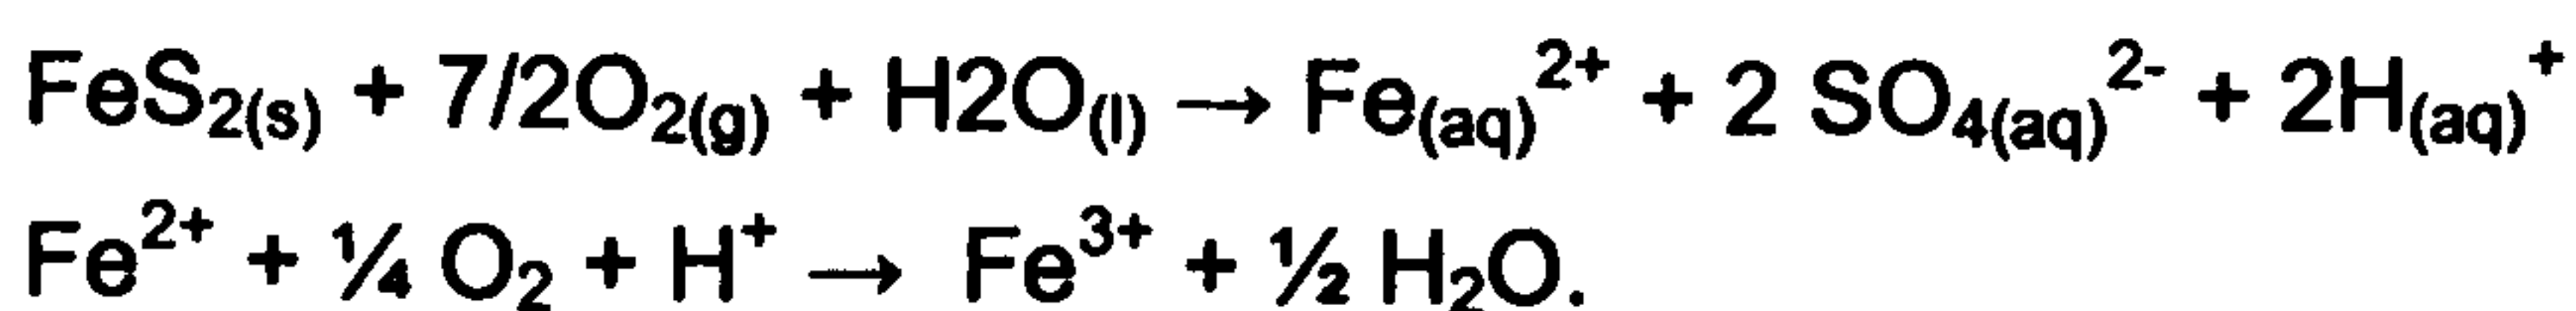 FeS₂₍ₛ₎ + 7/2O₂₍g₎ + H2O₍l₎ → Fe₍aq₎²⁺ + 2 SO₄₍aq₎²⁻ + 2H₍aq₎⁺
Fe²⁺ + ¼ O₂ + H⁺ → Fe³⁺ + ½ H₂O.